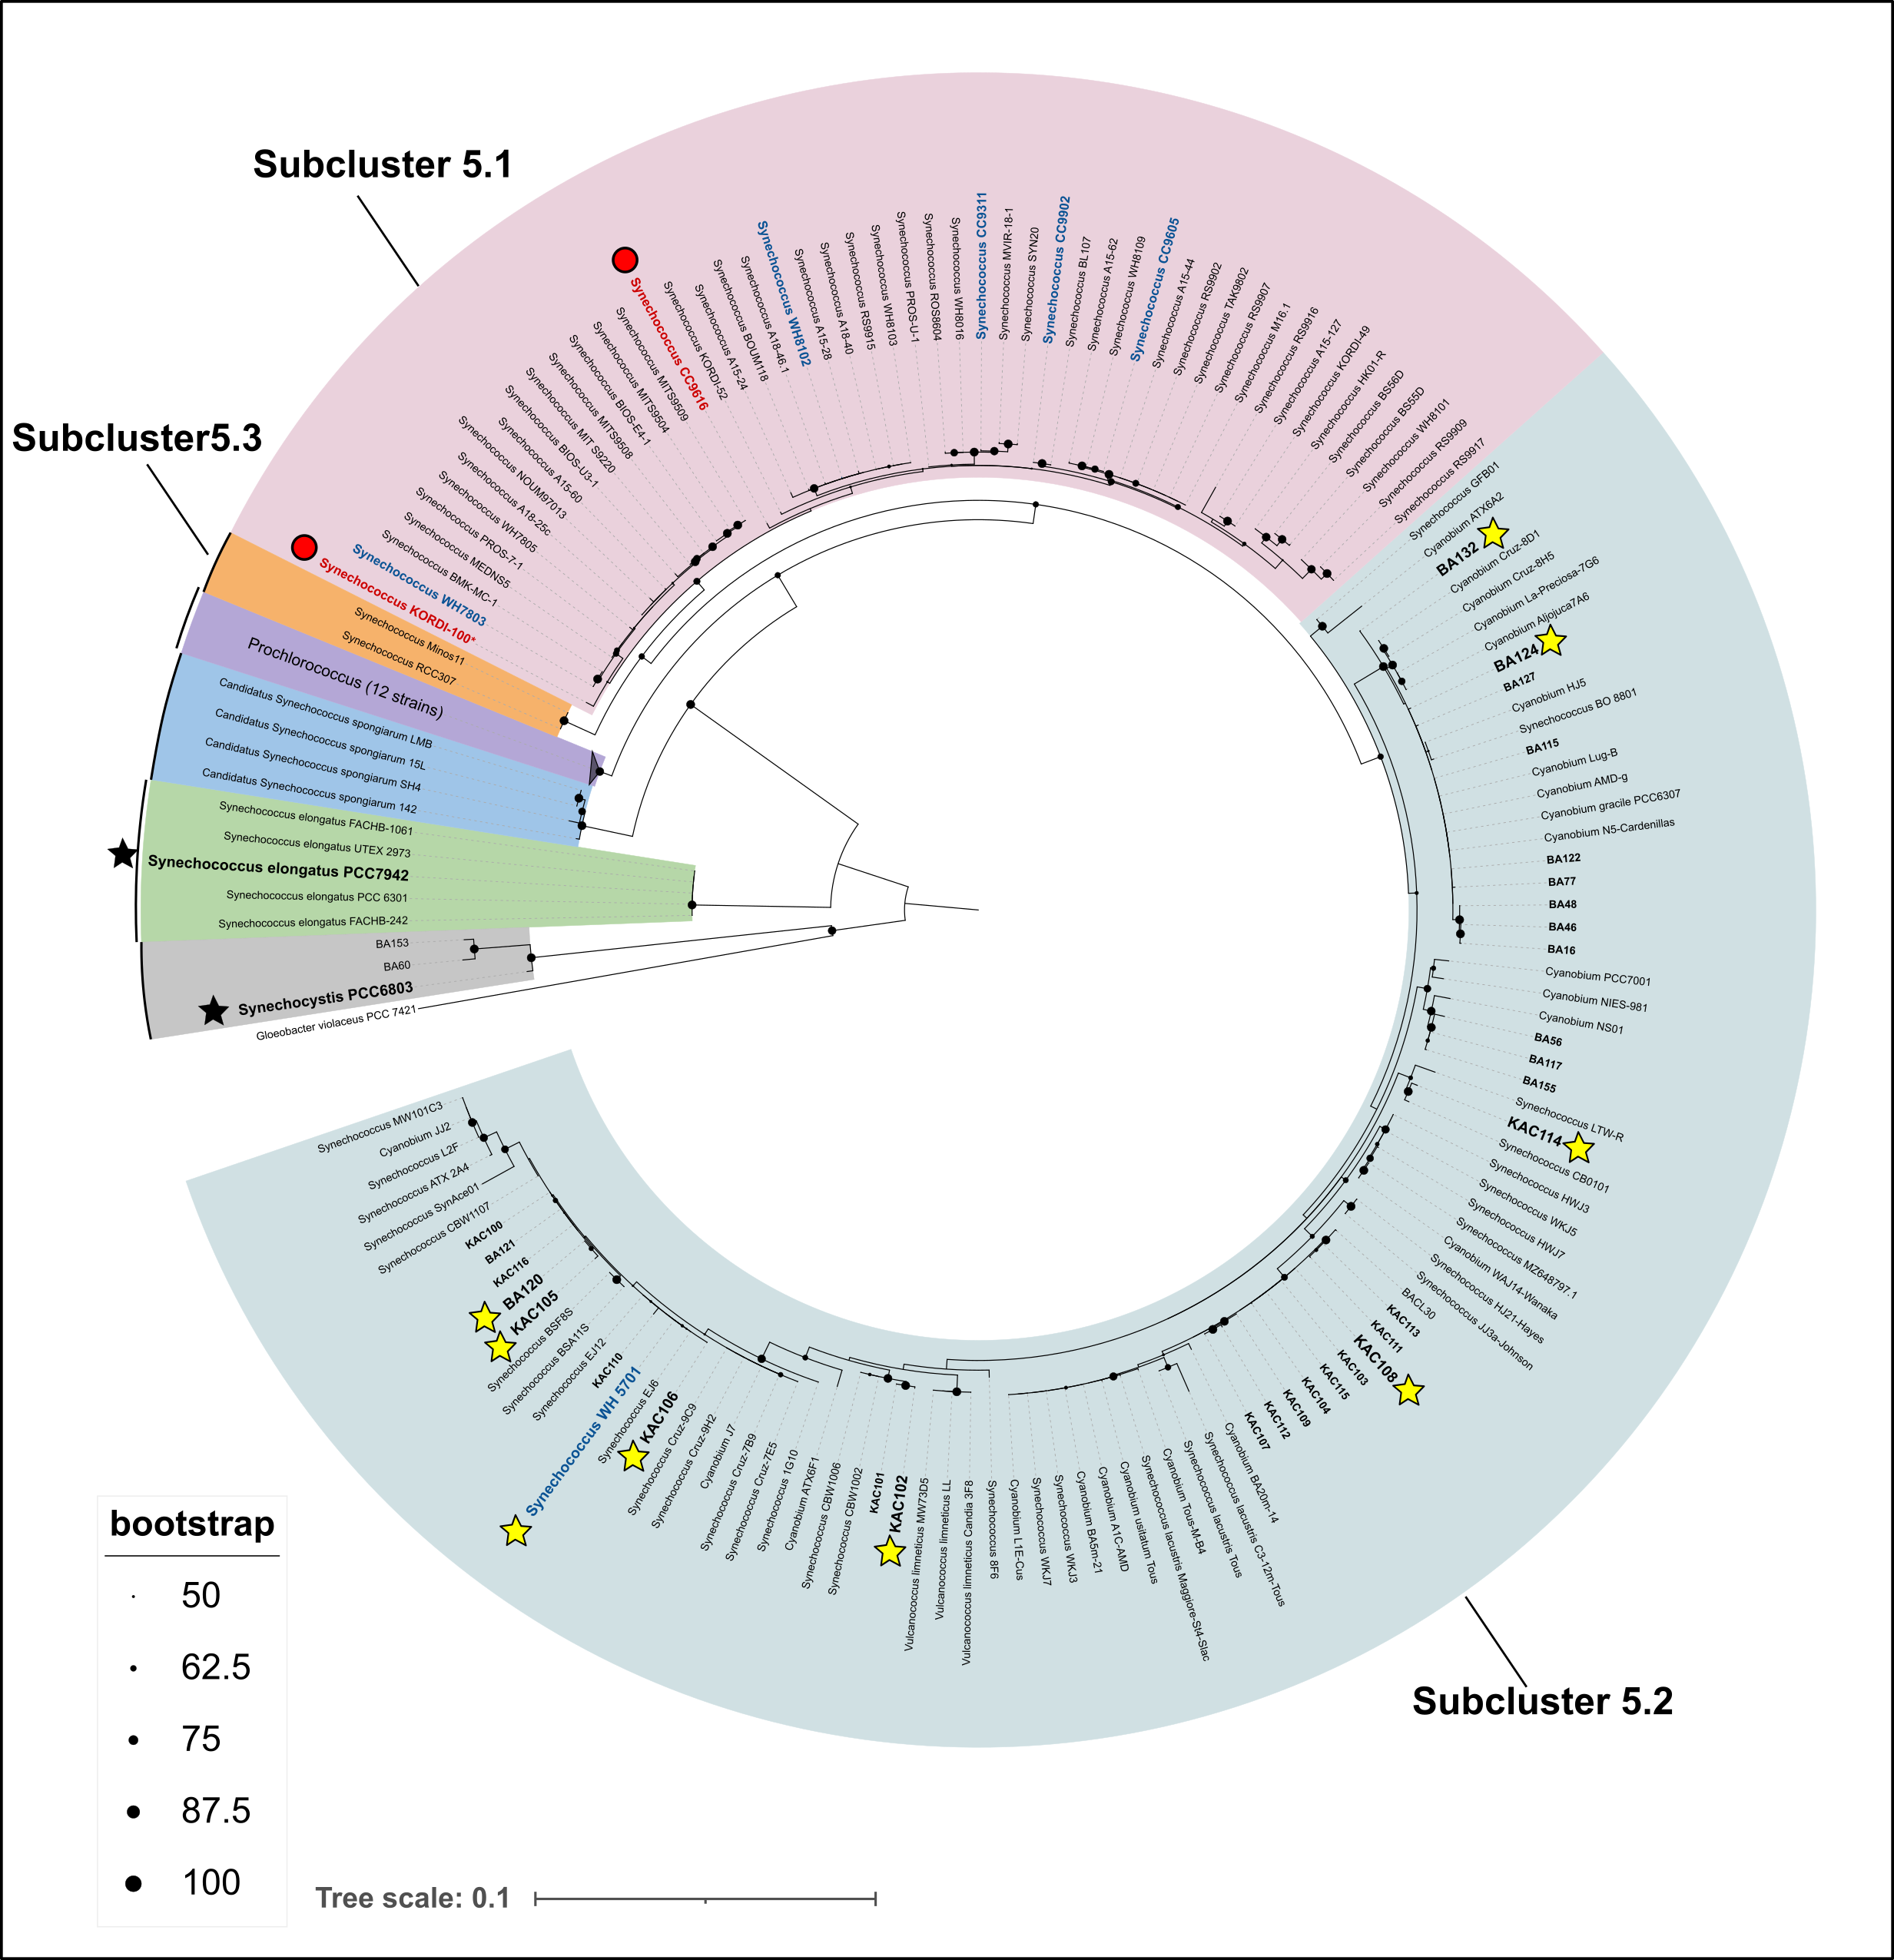 Subcluster 5.1
Subcluster5.3
Synechococcus KORDI-100*
Synechococcus WH7803
Synechococcus BMK-MC-1
Synechococcus MEDNS5
Synechococcus PROS-7-1
Synechococcus WH7805
Synechococcus A18-25c
Synechococcus NOUM97013
Synechococcus A15-60
Synechococcus BIOS-U3-1
Synechococcus MIT S9220
Synechococcus MITS9508
Synechococcus BIOS-E4-1
Synechococcus MITS9504
Synechococcus MITS9509
Synechococcus CC9616
Synechococcus KORDI-52
Synechococcus A15-24
Synechococcus BOUM118
Synechococcus A18-46.1
Synechococcus WH8102
Synechococcus A15-28
Synechococcus A18-40
Synechococcus RS9915
Synechococcus WH8103
Synechococcus PROS-U-1
Synechococcus ROS8604
Synechococcus WH8016
Synechococcus CC9311
Synechococcus MVIR-18-1
Synechococcus SYN20
Synechococcus CC9902
Synechococcus BL107
Synechococcus A15-62
Synechococcus WH8109
Synechococcus CC9605
Synechococcus A15-44
Synechococcus RS9902
Synechococcus TAK9802
Synechococcus RS9907
Synechococcus M16.1
Synechococcus RS9916
Synechococcus A15-127
Synechococcus KORDI-49
Synechococcus HK01-R
Synechococcus BS56D
Synechococcus BS55D
Synechococcus WH8101
Synechococcus RS9909
Synechococcus RS9917
Synechococcus GFB01
Cyanobium ATX6A2
BA132
Cyanobium Cruz-8D1
Cyanobium Cruz-8H5
Cyanobium La-Preciosa-7G6
Cyanobium Aljojuca7A6
BA124
BA127
Cyanobium HJ5
Synechococcus BO 8801
BA115
Cyanobium Lug-B
Cyanobium AMD-g
Cyanobium gracile PCC6307
Cyanobium N5-Cardenillas
BA122
BA77
BA48
BA46
BA16
Cyanobium PCC7001
Cyanobium NIES-981
Cyanobium NS01
BA56
BA117
BA155
Synechococcus LTW-R
KAC114
Synechococcus CB0101
Synechococcus HWJ3
Synechococcus WKJ5
Synechococcus HWJ7
Synechococcus MZ648797.1
Cyanobium WAJ14-Wanaka
Synechococcus HJ21-Hayes
Synechococcus JJ3a-Johnson
BACL30
KAC113
KAC111
KAC108
KAC103
KAC115
KAC104
KAC109
KAC112
KAC107
Cyanobium BA20m-14
Synechococcus lacustris C3-12m-Tous
Synechococcus lacustris Tous
Cyanobium Tous-M-B4
Synechococcus lacustris Maggiore-St4-Slac
Cyanobium usitatum Tous
Cyanobium A1C-AMD
Cyanobium BA5m-21
Synechococcus WKJ3
Synechococcus WKJ7
Cyanobium L1E-Cus
Synechococcus 8F6
Vulcanococcus limneticus Candia 3F8
Vulcanococcus limneticus LL
Vulcanococcus limneticus MW73D5
KAC102
KAC101
Synechococcus CBW1002
Synechococcus CBW1006
Cyanobium ATX6F1
Synechococcus 1G10
Synechococcus Cruz-7E5
Synechococcus Cruz-7B9
Cyanobium J7
Synechococcus Cruz-9H2
Synechococcus Cruz-9C9
KAC106
Synechococcus EJ6
Synechococcus WH 5701
KAC110
Synechococcus EJ12
Synechococcus BSA11S
Synechococcus BSF8S
KAC105
BA120
KAC116
BA121
KAC100
Synechococcus CBW1107
Synechococcus SynAce01
Synechococcus ATX 2A4
Synechococcus L2F
Cyanobium JJ2
Synechococcus MW101C3
Synechococcus Minos11
Synechococcus RCC307
Prochlorococcus (12 strains)
Candidatus Synechococcus spongiarum LMB
Candidatus Synechococcus spongiarum 15L
Candidatus Synechococcus spongiarum SH4
Candidatus Synechococcus spongiarum 142
Synechococcus elongatus FACHB-1061
Synechococcus elongatus UTEX 2973
Synechococcus elongatus PCC7942
Synechococcus elongatus PCC 6301
Synechococcus elongatus FACHB-242
BA153
BA60
Synechocystis PCC6803
Gloeobacter violaceus PCC 7421
Subcluster 5.2
bootstrap
50
62.5
75
87.5
100
Tree scale: 0.1